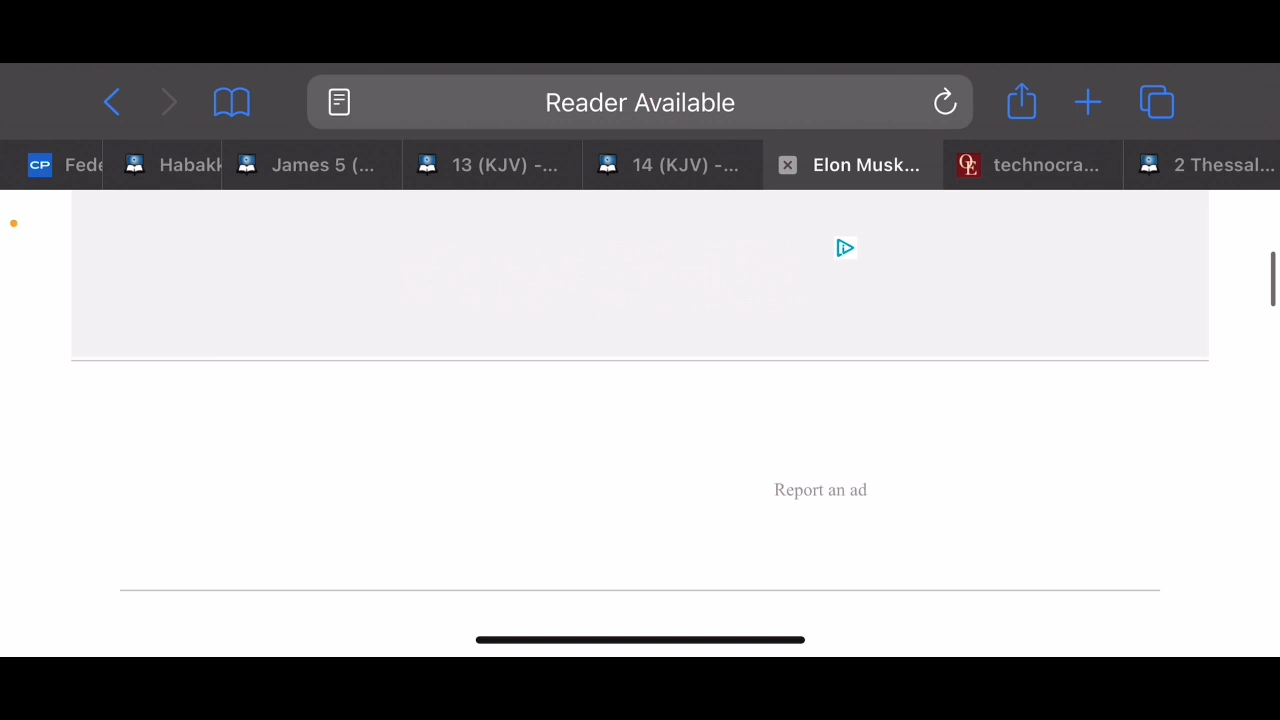 Reader Available
CP Fede
Habakk
James 5 (...
13 (KJV) -...
14 (KJV) -...
Elon Musk...
OE technocra...
2 Thessal...
Report an ad